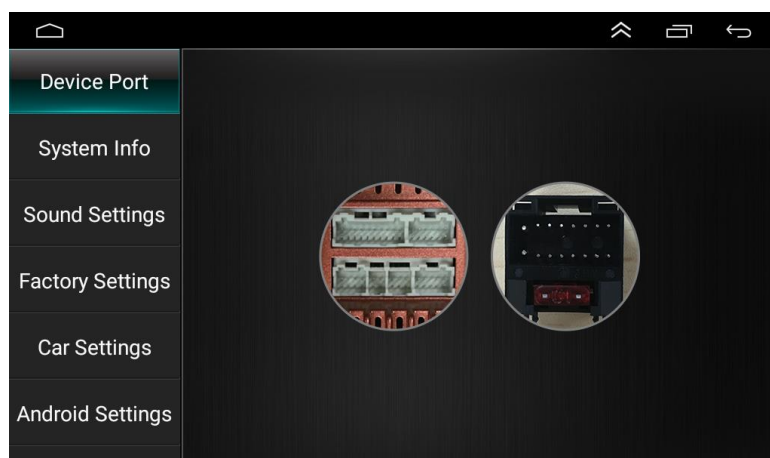 Device Port
System Info
Sound Settings
Factory Settings
Car Settings
Android Settings